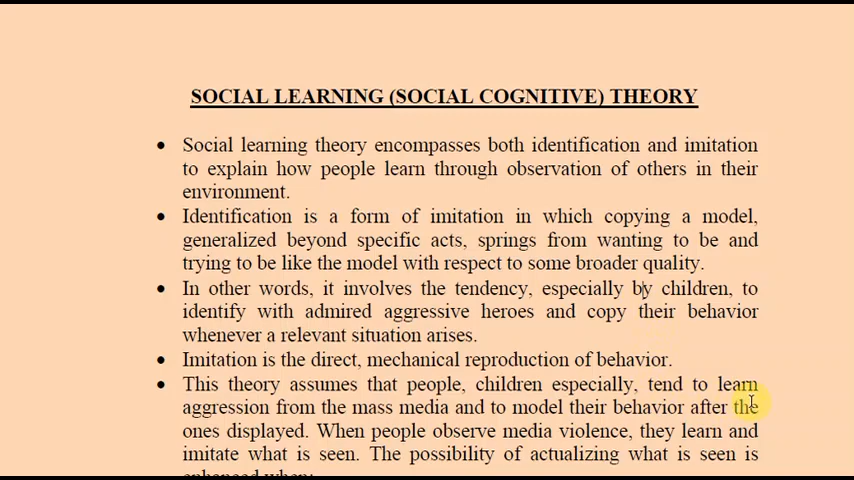 SOCIAL LEARNING (SOCIAL COGNITIVE) THEORY
• Social learning theory encompasses both identification and imitation
to explain how people learn through observation of others in their
environment.
• Identification is a form of imitation in which copying a model,
generalized beyond specific acts, springs from wanting to be and
trying to be like the model with respect to some broader quality.
• In other words, it involves the tendency, especially by children, to
identify with admired aggressive heroes and copy their behavior
whenever a relevant situation arises.
• Imitation is the direct, mechanical reproduction of behavior.
• This theory assumes that people, children especially, tend to learn
aggression from the mass media and to model their behavior after the
ones displayed. When people observe media violence, they learn and
imitate what is seen. The possibility of actualizing what is seen is
enhanced when: